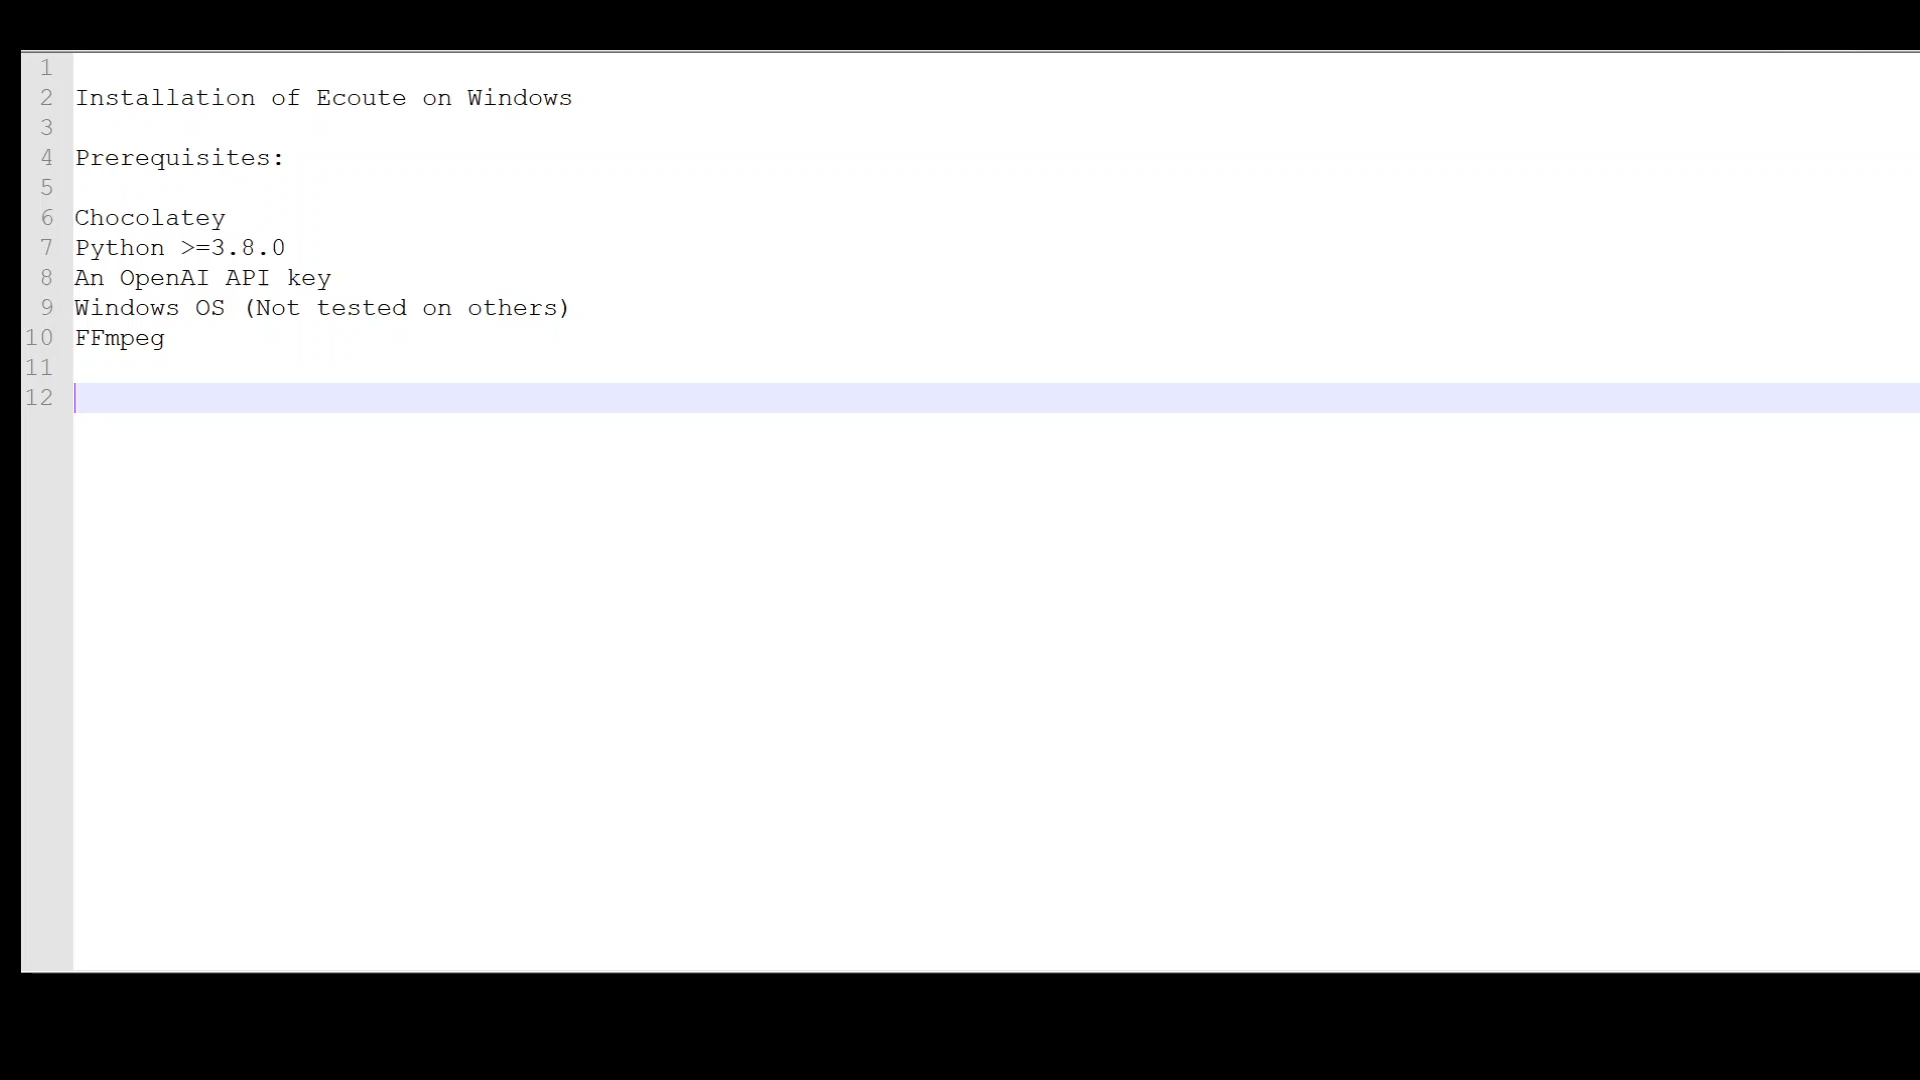 1
2 Installation of Ecoute on Windows
3
4 Prerequisites:
5
6 Chocolatey
7 Python >=3.8.0
8 An OpenAI API key
9 Windows OS (Not tested on others)
10 FFmpeg
11
12